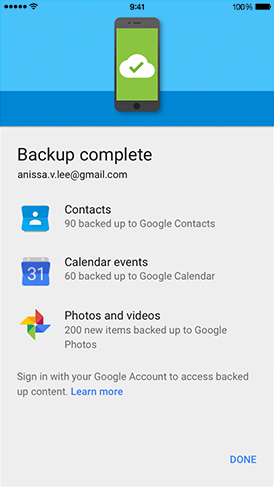 9:41
100%
Backup complete
anissa.v.lee@gmail.com
Contacts
90 backed up to Google Contacts
31
Calendar events
60 backed up to Google Calendar
Photos and videos
200 new items backed up to Google
Photos
Sign in with your Google Account to access backed
up content. Learn more
DONE